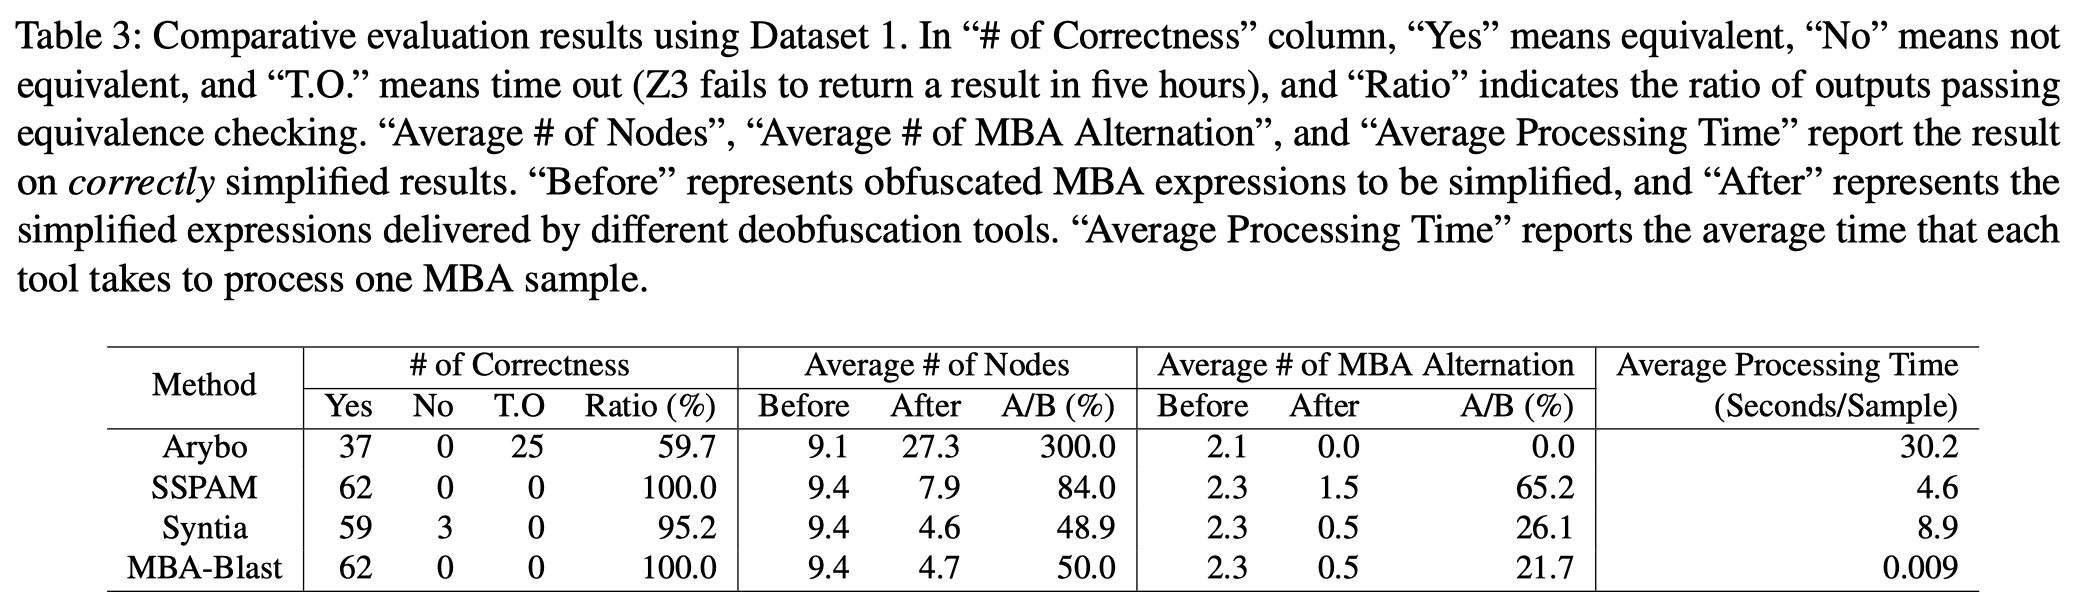 Table 3: Comparative evaluation results using Dataset 1. In “# of Correctness” column, “Yes” means equivalent, “No” means not
equivalent, and “T.O.” means time out (Z3 fails to return a result in five hours), and “Ratio” indicates the ratio of outputs passing
equivalence checking. “Average # of Nodes”, “Average # of MBA Alternation”, and “Average Processing Time” report the result
on correctly simplified results. “Before” represents obfuscated MBA expressions to be simplified, and “After” represents the
simplified expressions delivered by different deobfuscation tools. “Average Processing Time” reports the average time that each
tool takes to process one MBA sample.
Method # of Correctness Average # of Nodes Average # of MBA Alternation Average Processing Time
Yes No T.O Ratio (%) Before After A/B (%) Before After A/B (%) (Seconds/Sample)
Arybo 37 0 25 59.7 9.1 27.3 300.0 2.1 0.0 0.0 30.2
SSPAM 62 0 0 100.0 9.4 7.9 84.0 2.3 1.5 65.2 4.6
Syntia 59 3 0 95.2 9.4 4.6 48.9 2.3 0.5 26.1 8.9
MBA-Blast 62 0 0 100.0 9.4 4.7 50.0 2.3 0.5 21.7 0.009